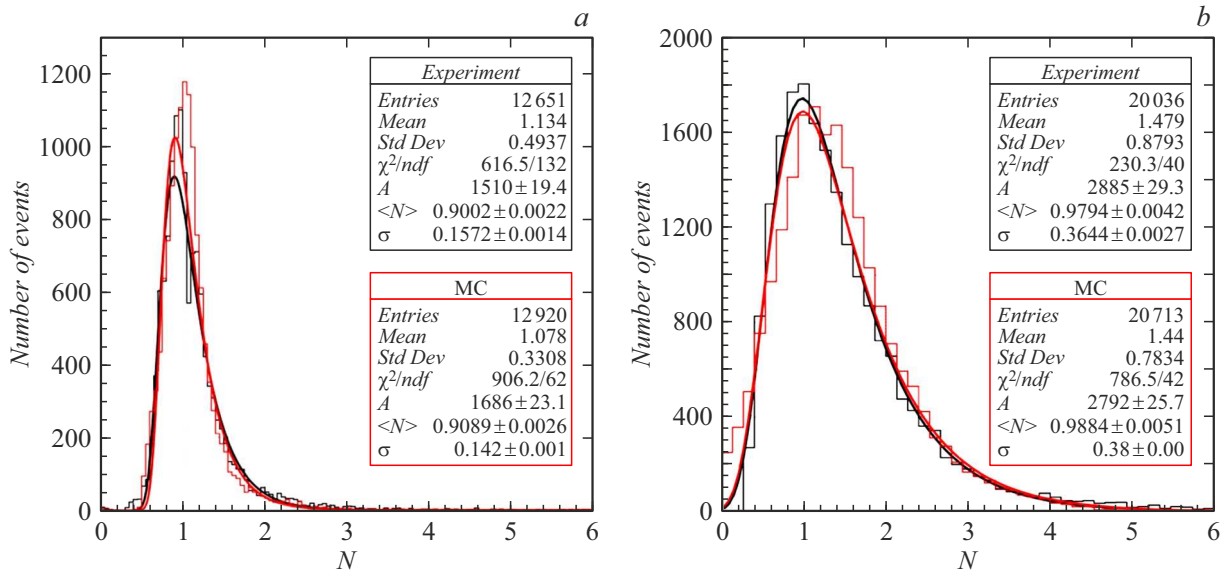 a
Number of events
1200
1000
800
600
400
200
0
0 1 2 3 4 5 6
N
Experiment
Entries 12 651
Mean 1.134
Std Dev 0.4937
χ²/ndf 616.5/132
A 1510 ± 19.4
<N> 0.9002 ± 0.0022
σ 0.1572 ± 0.0014
MC
Entries 12 920
Mean 1.078
Std Dev 0.3308
χ²/ndf 906.2/62
A 1686 ± 23.1
<N> 0.9089 ± 0.0026
σ 0.142 ± 0.001
b
Number of events
2000
1600
1200
800
400
0
0 1 2 3 4 5 6
N
Experiment
Entries 20 036
Mean 1.479
Std Dev 0.8793
χ²/ndf 230.3/40
A 2885 ± 29.3
<N> 0.9794 ± 0.0042
σ 0.3644 ± 0.0027
MC
Entries 20 713
Mean 1.44
Std Dev 0.7834
χ²/ndf 786.5/42
A 2792 ± 25.7
<N> 0.9884 ± 0.0051
σ 0.38 ± 0.00